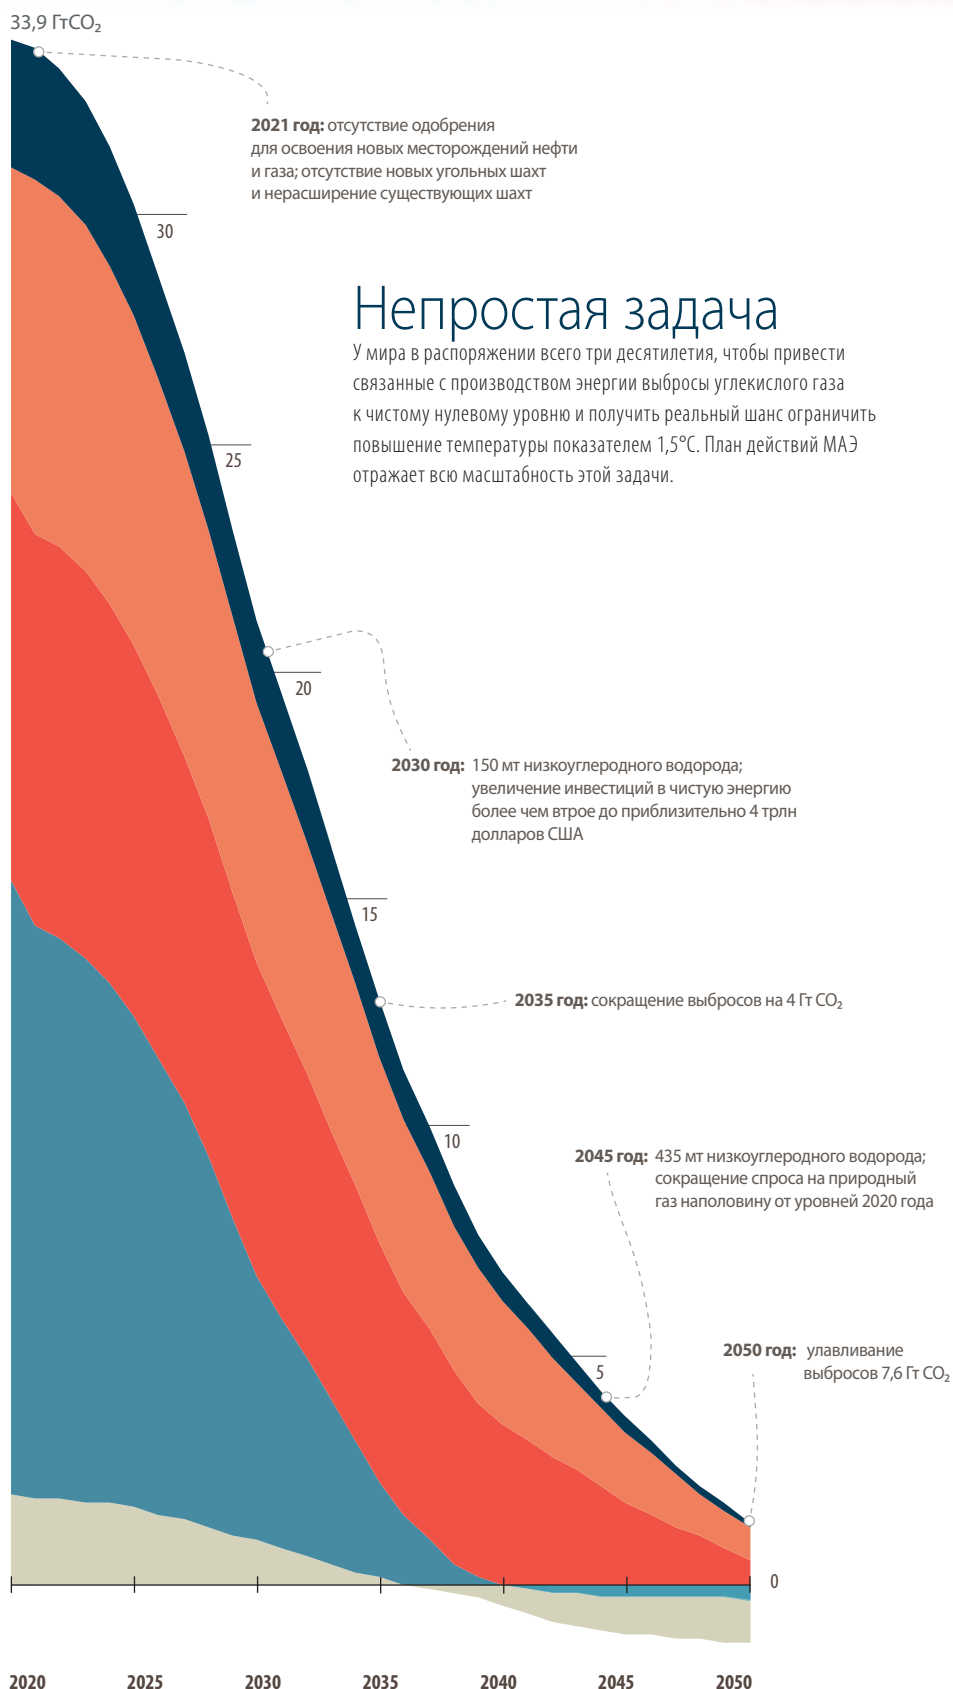 33,9 ГтCO₂
2021 год: отсутствие одобрения
для освоения новых месторождений нефти
и газа; отсутствие новых угольных шахт
и нерасширение существующих шахт
30
Непростая задача
У мира в распоряжении всего три десятилетия, чтобы привести
связанные с производством энергии выбросы углекислого газа
к чистому нулевому уровню и получить реальный шанс ограничить
повышение температуры показателем 1,5°С. План действий МАЭ
отражает всю масштабность этой задачи.
25
20
2030 год: 150 мт низкоуглеродного водорода;
увеличение инвестиций в чистую энергию
более чем втрое до приблизительно 4 трлн
долларов США
15
2035 год: сокращение выбросов на 4 Гт CO₂
10
2045 год: 435 мт низкоуглеродного водорода;
сокращение спроса на природный
газ наполовину от уровней 2020 года
5
2050 год: улавливание
выбросов 7,6 Гт CO₂
0
2020 2025 2030 2035 2040 2045 2050